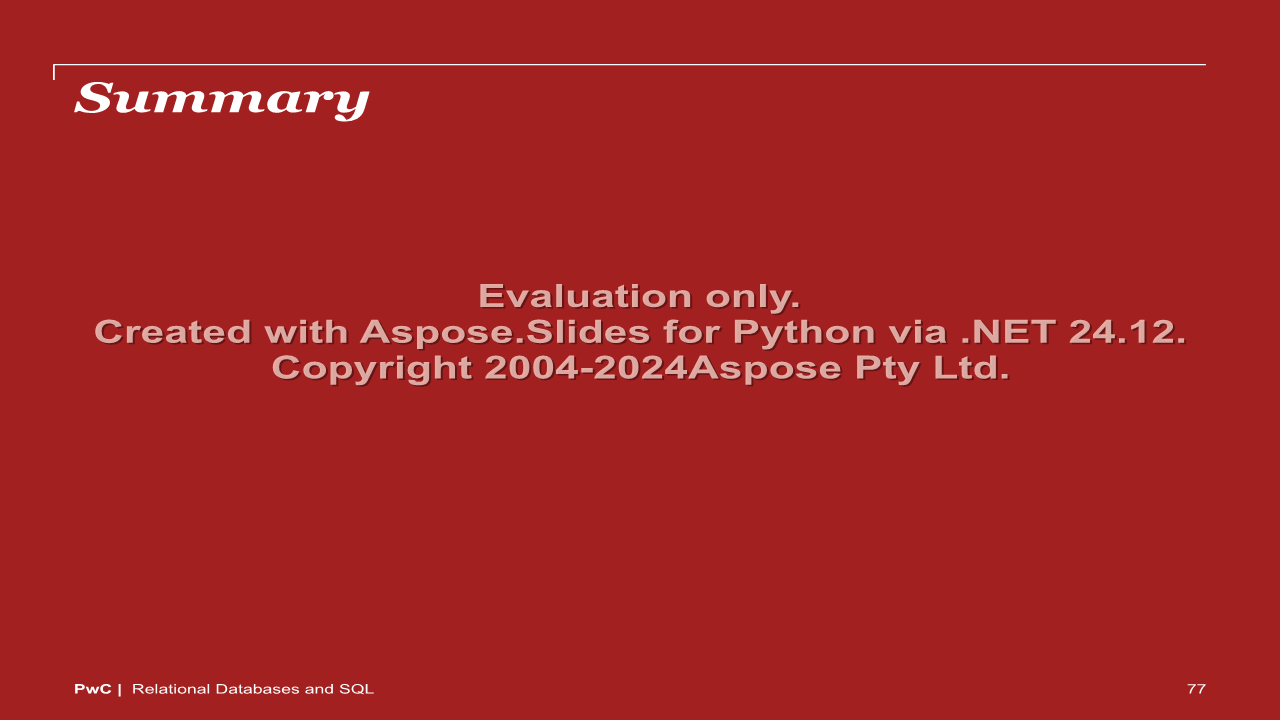 Summary
Evaluation only.
Created with Aspose.Slides for Python via .NET 24.12.
Copyright 2004-2024Aspose Pty Ltd.
PwC | Relational Databases and SQL
77